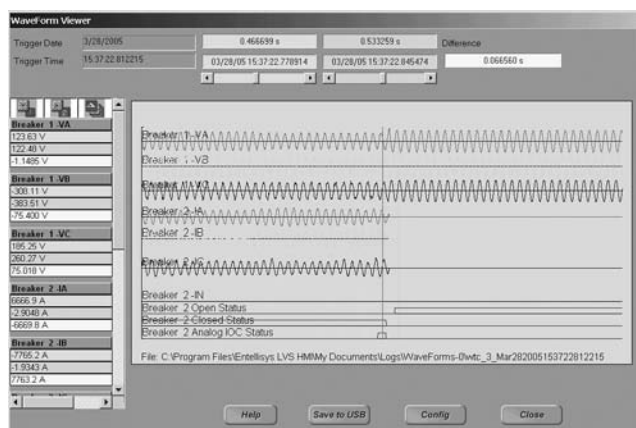 WaveForm Viewer
Trigger Date 3/28/2005 0.466699 s 0.533259 s Difference
Trigger Time 15:37:22.812215 03/28/05 15:37:22.778914 03/28/05 15:37:22.845474 0.066560 s
Breaker 1-VA
123.63 V
122.48 V
-1.1485 V
Breaker 1-VB
-308.11 V
-383.51 V
-75.400 V
Breaker 1-VC
185.25 V
260.27 V
75.018 V
Breaker 2-IA
6666.9 A
-2.9048 A
-6669.8 A
Breaker 2-IB
-7765.2 A
-1.9343 A
7763.2 A
Breaker 1-VA
Breaker 1-VB
Breaker 1-VC
Breaker 2-IA
Breaker 2-IB
Breaker 2-IC
Breaker 2-IN
Breaker 2 Open Status
Breaker 2 Closed Status
Breaker 2 Analog IOC Status
File: C:\Program Files\Entellisys LVS HMI\My Documents\Logs\WaveForms-0\wtc_3_Mar282005153722812215
Help Save to USB Config Close